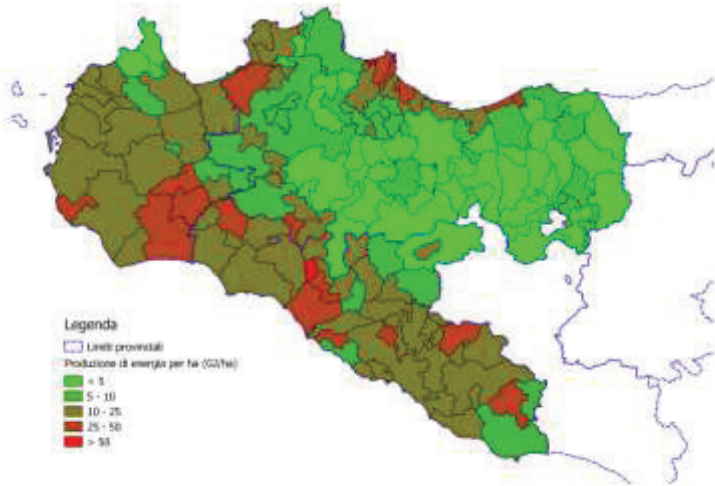 Legenda
Limiti provinciali
Produzione di energia per ha (GJ/ha)
< 5
5 - 10
10 - 25
25 - 50
> 50